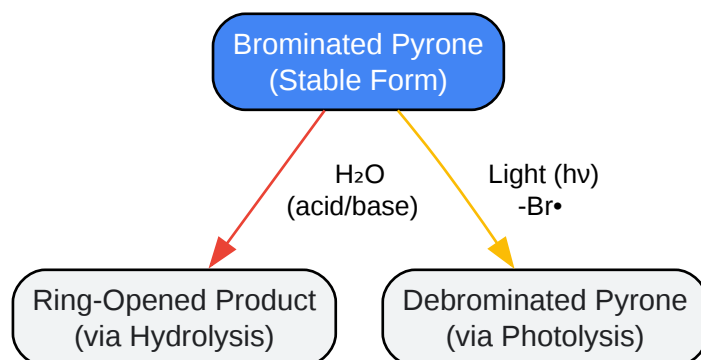 Brominated Pyrone
(Stable Form)
H₂O
(acid/base)
Light (hν)
-Br•
Ring-Opened Product
(via Hydrolysis)
Debrominated Pyrone
(via Photolysis)